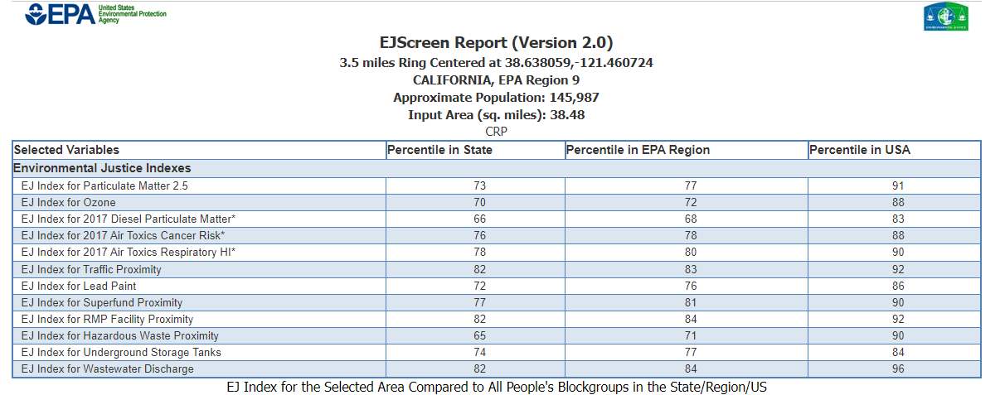 EPA United States
Environmental Protection
Agency
ENVIRONMENTAL JUSTICE
EJScreen Report (Version 2.0)
3.5 miles Ring Centered at 38.638059,-121.460724
CALIFORNIA, EPA Region 9
Approximate Population: 145,987
Input Area (sq. miles): 38.48
CRP
Selected Variables Percentile in State Percentile in EPA Region Percentile in USA
Environmental Justice Indexes
EJ Index for Particulate Matter 2.5 73 77 91
EJ Index for Ozone 70 72 88
EJ Index for 2017 Diesel Particulate Matter* 66 68 83
EJ Index for 2017 Air Toxics Cancer Risk* 76 78 88
EJ Index for 2017 Air Toxics Respiratory HI* 78 80 90
EJ Index for Traffic Proximity 82 83 92
EJ Index for Lead Paint 72 76 86
EJ Index for Superfund Proximity 77 81 90
EJ Index for RMP Facility Proximity 82 84 92
EJ Index for Hazardous Waste Proximity 65 71 90
EJ Index for Underground Storage Tanks 74 77 84
EJ Index for Wastewater Discharge 82 84 96
EJ Index for the Selected Area Compared to All People's Blockgroups in the State/Region/US